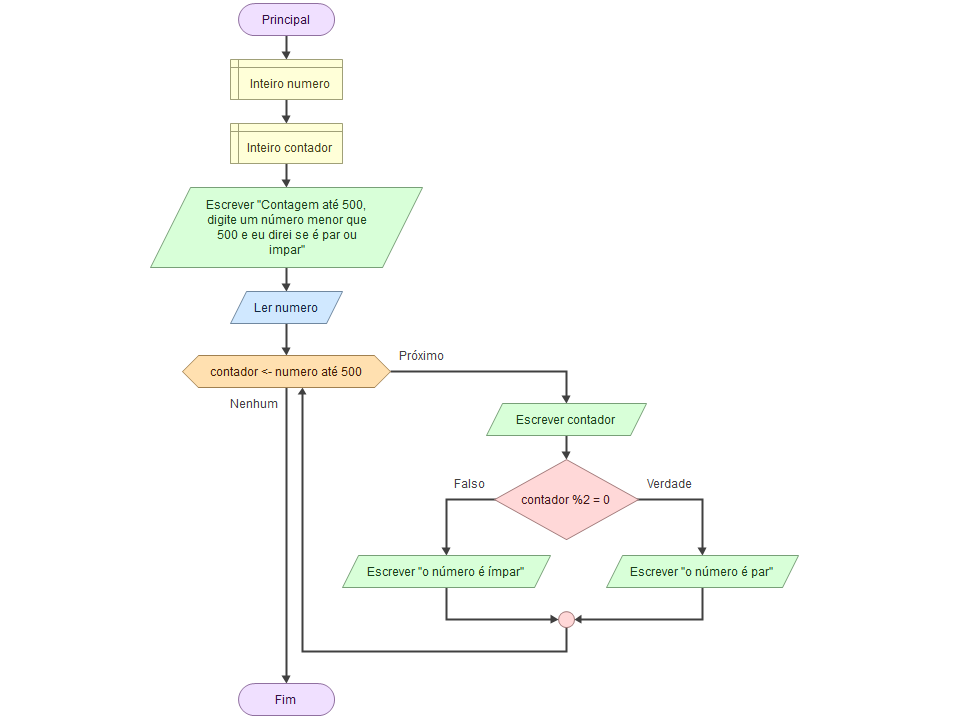 Principal
Inteiro numero
Inteiro contador
Escrever "Contagem até 500,
digite um número menor que
500 e eu direi se é par ou
impar"
Ler numero
contador <- numero até 500
Próximo
Nenhum
Escrever contador
Falso
Verdade
contador %2 = 0
Escrever "o número é ímpar"
Escrever "o número é par"
Fim